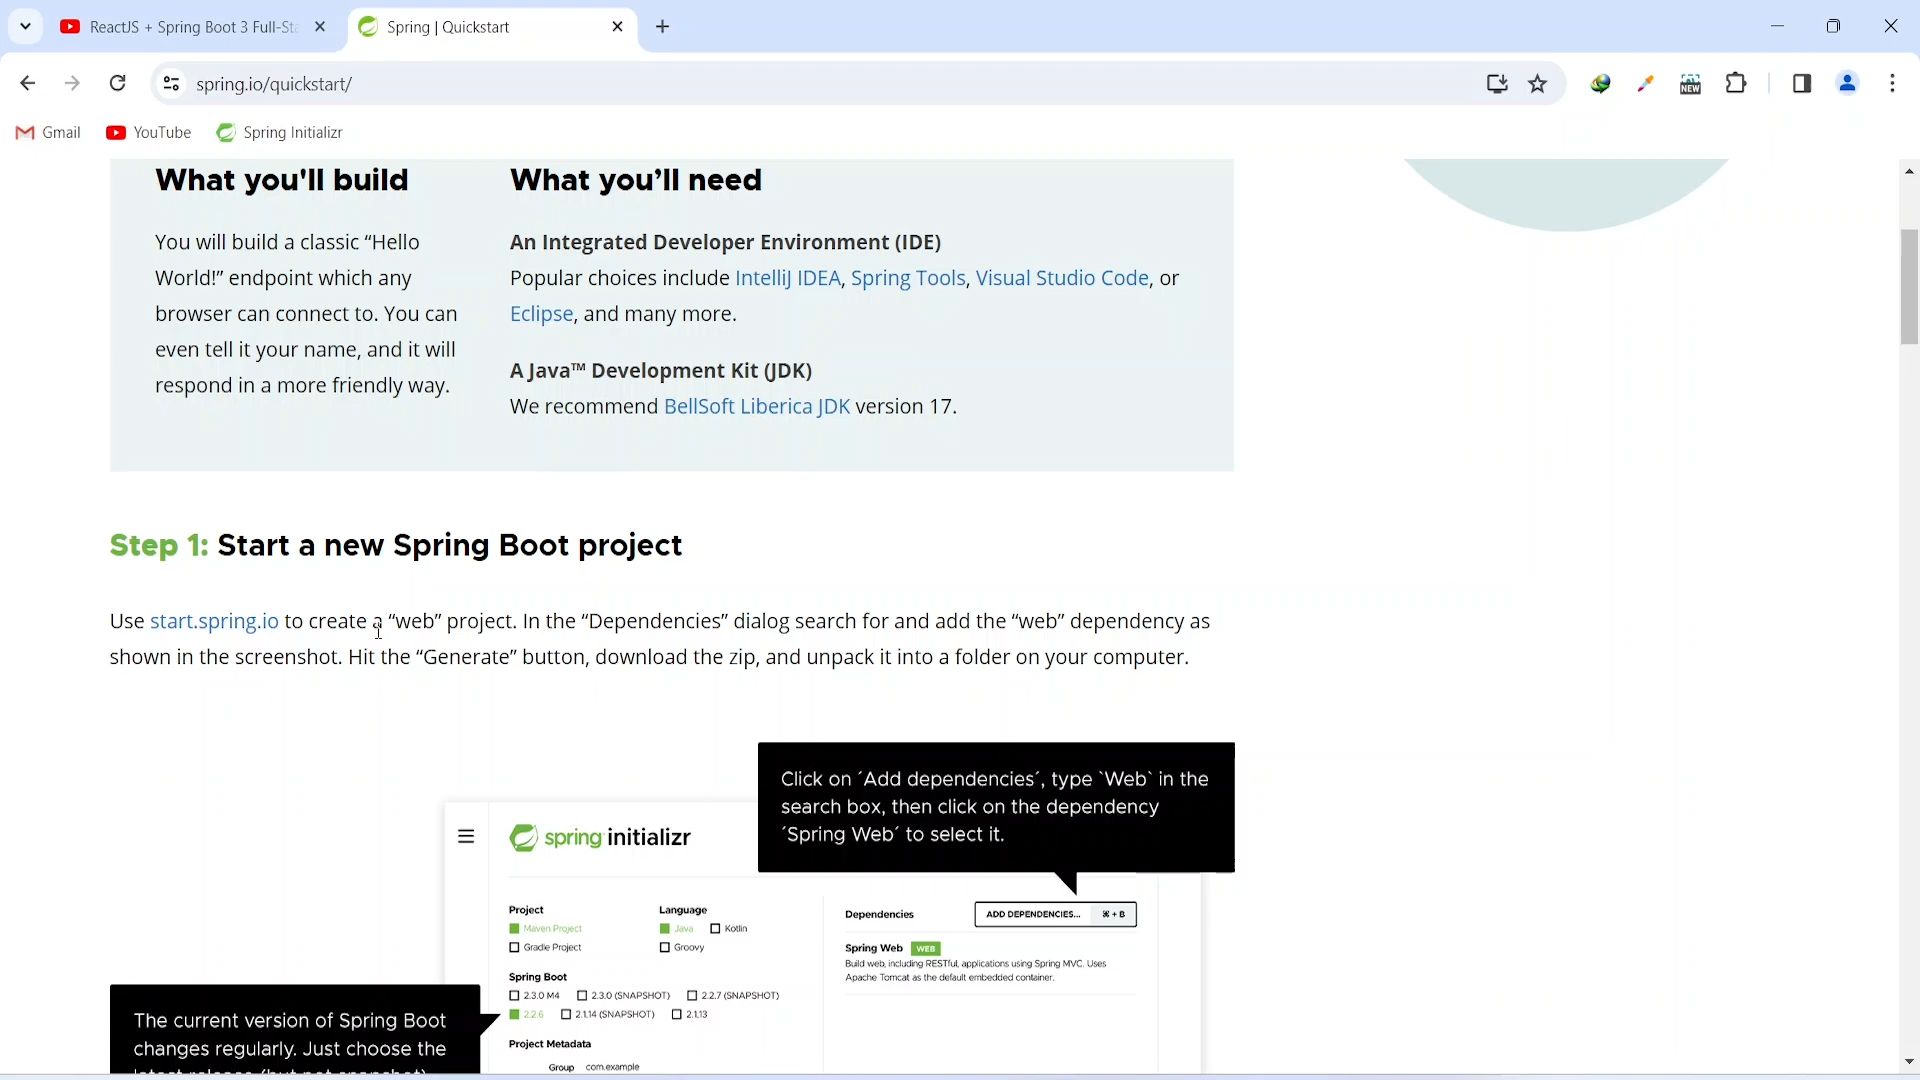 ReactJS + Spring Boot 3 Full-Sta
Spring | Quickstart
spring.io/quickstart/
NEW
Gmail
YouTube
Spring Initializr
What you'll build
You will build a classic “Hello
World!” endpoint which any
browser can connect to. You can
even tell it your name, and it will
respond in a more friendly way.
What you’ll need
An Integrated Developer Environment (IDE)
Popular choices include IntelliJ IDEA, Spring Tools, Visual Studio Code, or
Eclipse, and many more.
A Java™ Development Kit (JDK)
We recommend BellSoft Liberica JDK version 17.
Step 1: Start a new Spring Boot project
Use start.spring.io to create a “web” project. In the “Dependencies” dialog search for and add the “web” dependency as
shown in the screenshot. Hit the “Generate” button, download the zip, and unpack it into a folder on your computer.
Click on ´Add dependencies´, type `Web` in the
search box, then click on the dependency
´Spring Web´ to select it.
spring initializr
Project
Maven Project
Gradle Project
Language
Java Kotlin
Groovy
Spring Boot
2.3.0 M4 2.3.0 (SNAPSHOT) 2.2.7 (SNAPSHOT)
2.2.6 2.1.14 (SNAPSHOT) 2.1.13
Project Metadata
Group com.example
Dependencies
ADD DEPENDENCIES... ⌘ + B
Spring Web WEB
Build web, including RESTful, applications using Spring MVC. Uses
Apache Tomcat as the default embedded container.
The current version of Spring Boot
changes regularly. Just choose the
latest release (but not snapshot)